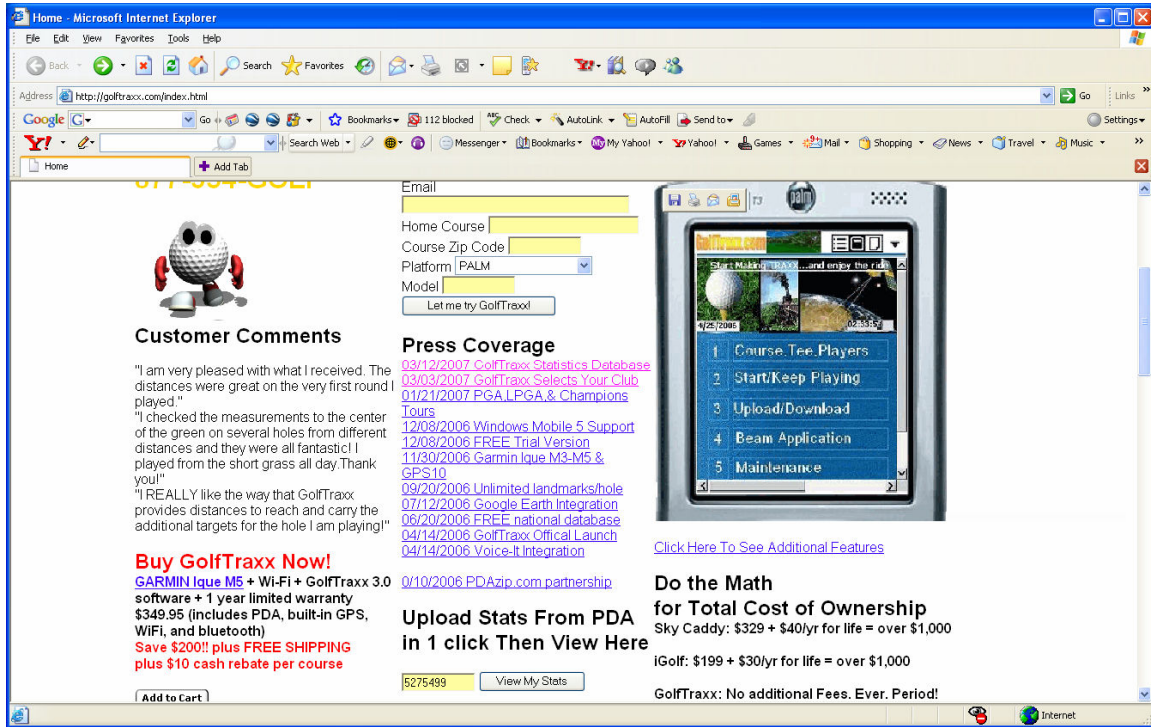 Home - Microsoft Internet Explorer
File Edit View Favorites Tools Help
Back Search Favorites
Address http://golftraxx.com/index.html Go Links
Google G Go Bookmarks 112 blocked Check AutoLink AutoFill Send to Settings
Y! Search Web Messenger Bookmarks My Yahoo! Yahoo! Games Mail Shopping News Travel Music
Home Add Tab
877-934-GOLF
Customer Comments
"I am very pleased with what I received. The
distances were great on the very first round I
played."
"I checked the measurements to the center
of the green on several holes from different
distances and they were all fantastic! I
played from the short grass all day.Thank
you!"
"I REALLY like the way that GolfTraxx
provides distances to reach and carry the
additional targets for the hole I am playing!"
Buy GolfTraxx Now!
GARMIN Ique M5 + Wi-Fi + GolfTraxx 3.0
software + 1 year limited warranty
$349.95 (includes PDA, built-in GPS,
WiFi, and bluetooth)
Save $200!! plus FREE SHIPPING
plus $10 cash rebate per course
Add to Cart
Email
Home Course
Course Zip Code
Platform PALM
Model
Let me try GolfTraxx!
Press Coverage
03/12/2007 GolfTraxx Statistics Database
03/03/2007 GolfTraxx Selects Your Club
01/21/2007 PGA,LPGA,& Champions
Tours
12/08/2006 Windows Mobile 5 Support
12/08/2006 FREE Trial Version
11/30/2006 Garmin Ique M3-M5 &
GPS10
09/20/2006 Unlimited landmarks/hole
07/12/2006 Google Earth Integration
06/20/2006 FREE national database
04/14/2006 GolfTraxx Offical Launch
04/14/2006 Voice-It Integration
0/10/2006 PDAzip.com partnership
Upload Stats From PDA
in 1 click Then View Here
5275499 View My Stats
T3 palm
GolfTraxx.com
Start Making TRAXX...and enjoy the ride
4/25/2006 02:53:57
1 Course,Tee,Players
2 Start/Keep Playing
3 Upload/Download
4 Beam Application
5 Maintenance
Click Here To See Additional Features
Do the Math
for Total Cost of Ownership
Sky Caddy: $329 + $40/yr for life = over $1,000
iGolf: $199 + $30/yr for life = over $1,000
GolfTraxx: No additional Fees. Ever. Period!
Internet